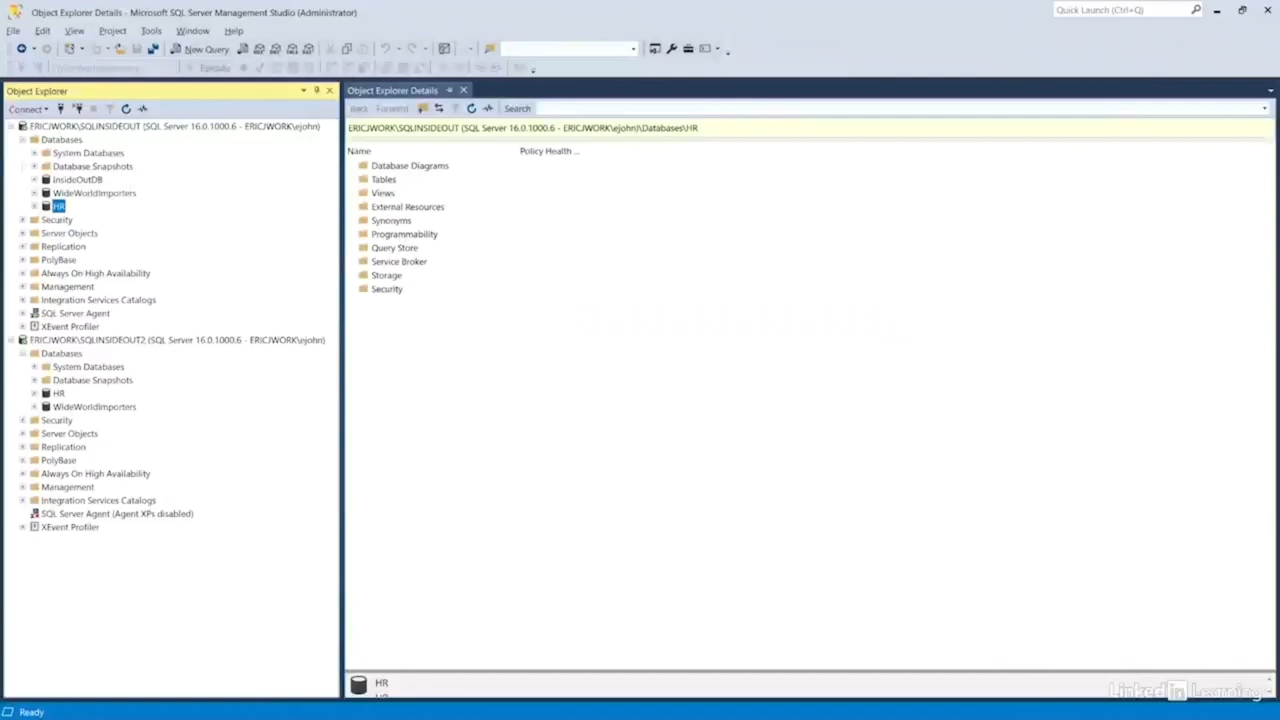 Object Explorer Details - Microsoft SQL Server Management Studio (Administrator)
Quick Launch (Ctrl+Q)
File Edit View Project Tools Window Help
New Query
Execute
Object Explorer
Object Explorer Details
Connect
Back Forward Search
ERICJWORK\SQLINSIDEOUT (SQL Server 16.0.1000.6 - ERICJWORK\ejohn)
Databases
System Databases
Database Snapshots
InsideOutDB
WideWorldImporters
HR
Security
Server Objects
Replication
PolyBase
Always On High Availability
Management
Integration Services Catalogs
SQL Server Agent
XEvent Profiler
ERICJWORK\SQLINSIDEOUT2 (SQL Server 16.0.1000.6 - ERICJWORK\ejohn)
Databases
System Databases
Database Snapshots
HR
WideWorldImporters
Security
Server Objects
Replication
PolyBase
Always On High Availability
Management
Integration Services Catalogs
SQL Server Agent (Agent XPs disabled)
XEvent Profiler
ERICJWORK\SQLINSIDEOUT (SQL Server 16.0.1000.6 - ERICJWORK\ejohn)\Databases\HR
Name Policy Health ...
Database Diagrams
Tables
Views
External Resources
Synonyms
Programmability
Query Store
Service Broker
Storage
Security
HR
LinkedIn Learning
Ready